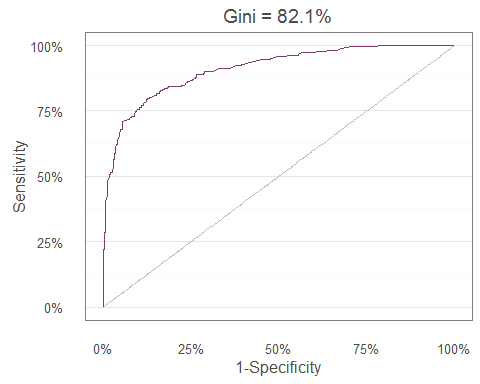 Gini = 82.1%
100%
75%
50%
25%
0%
Sensitivity
0% 25% 50% 75% 100%
1-Specificity